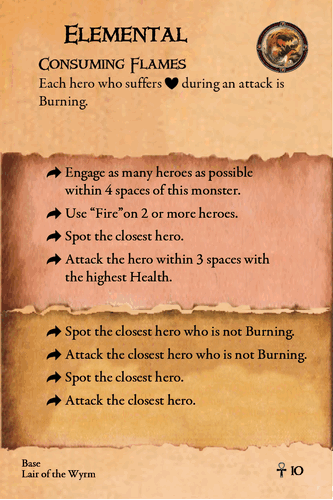 Elemental
Consuming Flames
Each hero who suffers ♥ during an attack is
Burning.
Engage as many heroes as possible
within 4 spaces of this monster.
Use “Fire”on 2 or more heroes.
Spot the closest hero.
Attack the hero within 3 spaces with
the highest Health.
Spot the closest hero who is not Burning.
Attack the closest hero who is not Burning.
Spot the closest hero.
Attack the closest hero.
Base
Lair of the Wyrm
10